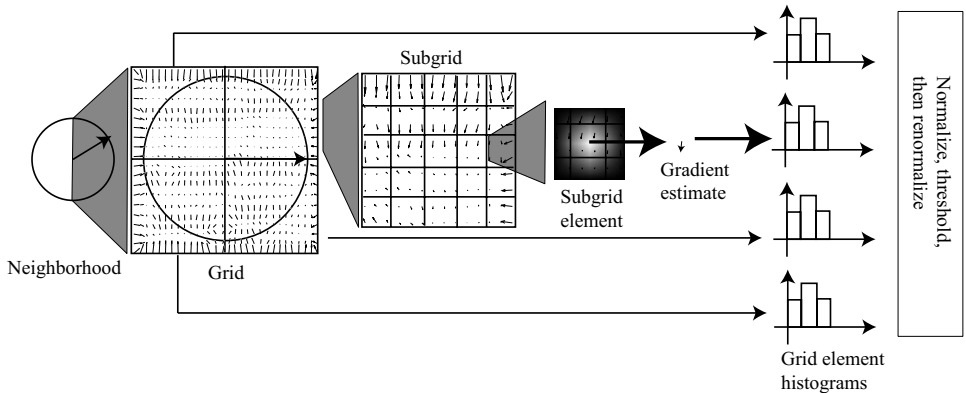 Subgrid
Neighborhood
Grid
Subgrid
element
Gradient
estimate
Grid element
histograms
Normalize, threshold,
then renormalize